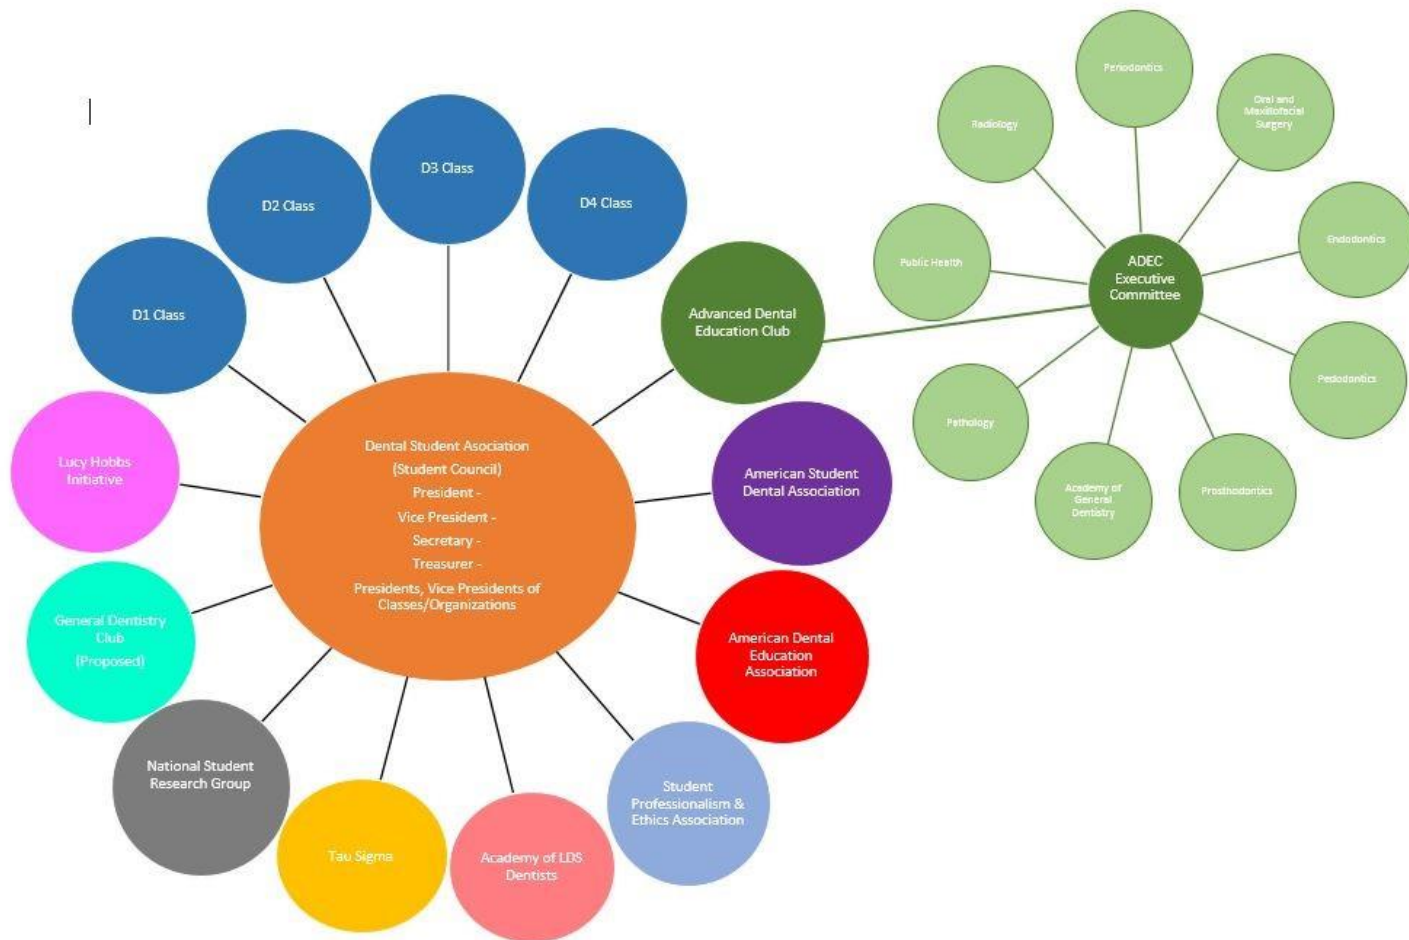 D1 Class
D2 Class
D3 Class
D4 Class
Advanced Dental
Education Club
American Student
Dental Association
American Dental
Education
Association
Student
Professionalism &
Ethics Association
Academy of LDS
Dentists
Tau Sigma
National Student
Research Group
General Dentistry
Club
(Proposed)
Lucy Hobbs
Initiative
Dental Student Asociation
(Student Council)
President -
Vice President -
Secretary -
Treasurer -
Presidents, Vice Presidents of
Classes/Organizations
ADEC
Executive
Committee
Periodontics
Oral and
Maxillofacial
Surgery
Endodontics
Pedodontics
Prosthodontics
Academy of
General
Dentistry
Pathology
Public Health
Radiology